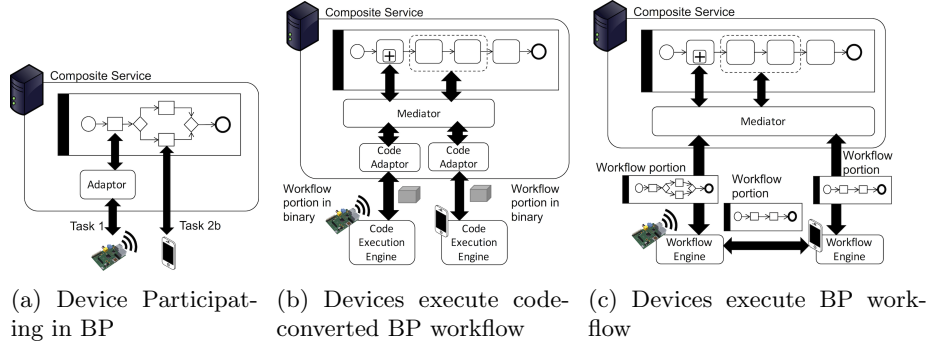 Composite Service
Adaptor
Task 1
Task 2b
(a) Device Participat-
ing in BP
Composite Service
Mediator
Code
Adaptor
Code
Adaptor
Workflow
portion in
binary
Workflow
portion in
binary
Code
Execution
Engine
Code
Execution
Engine
(b) Devices execute code-
converted BP workflow
Composite Service
Mediator
Workflow portion
Workflow
portion
Workflow
portion
Workflow
Engine
Workflow
Engine
(c) Devices execute BP work-
flow